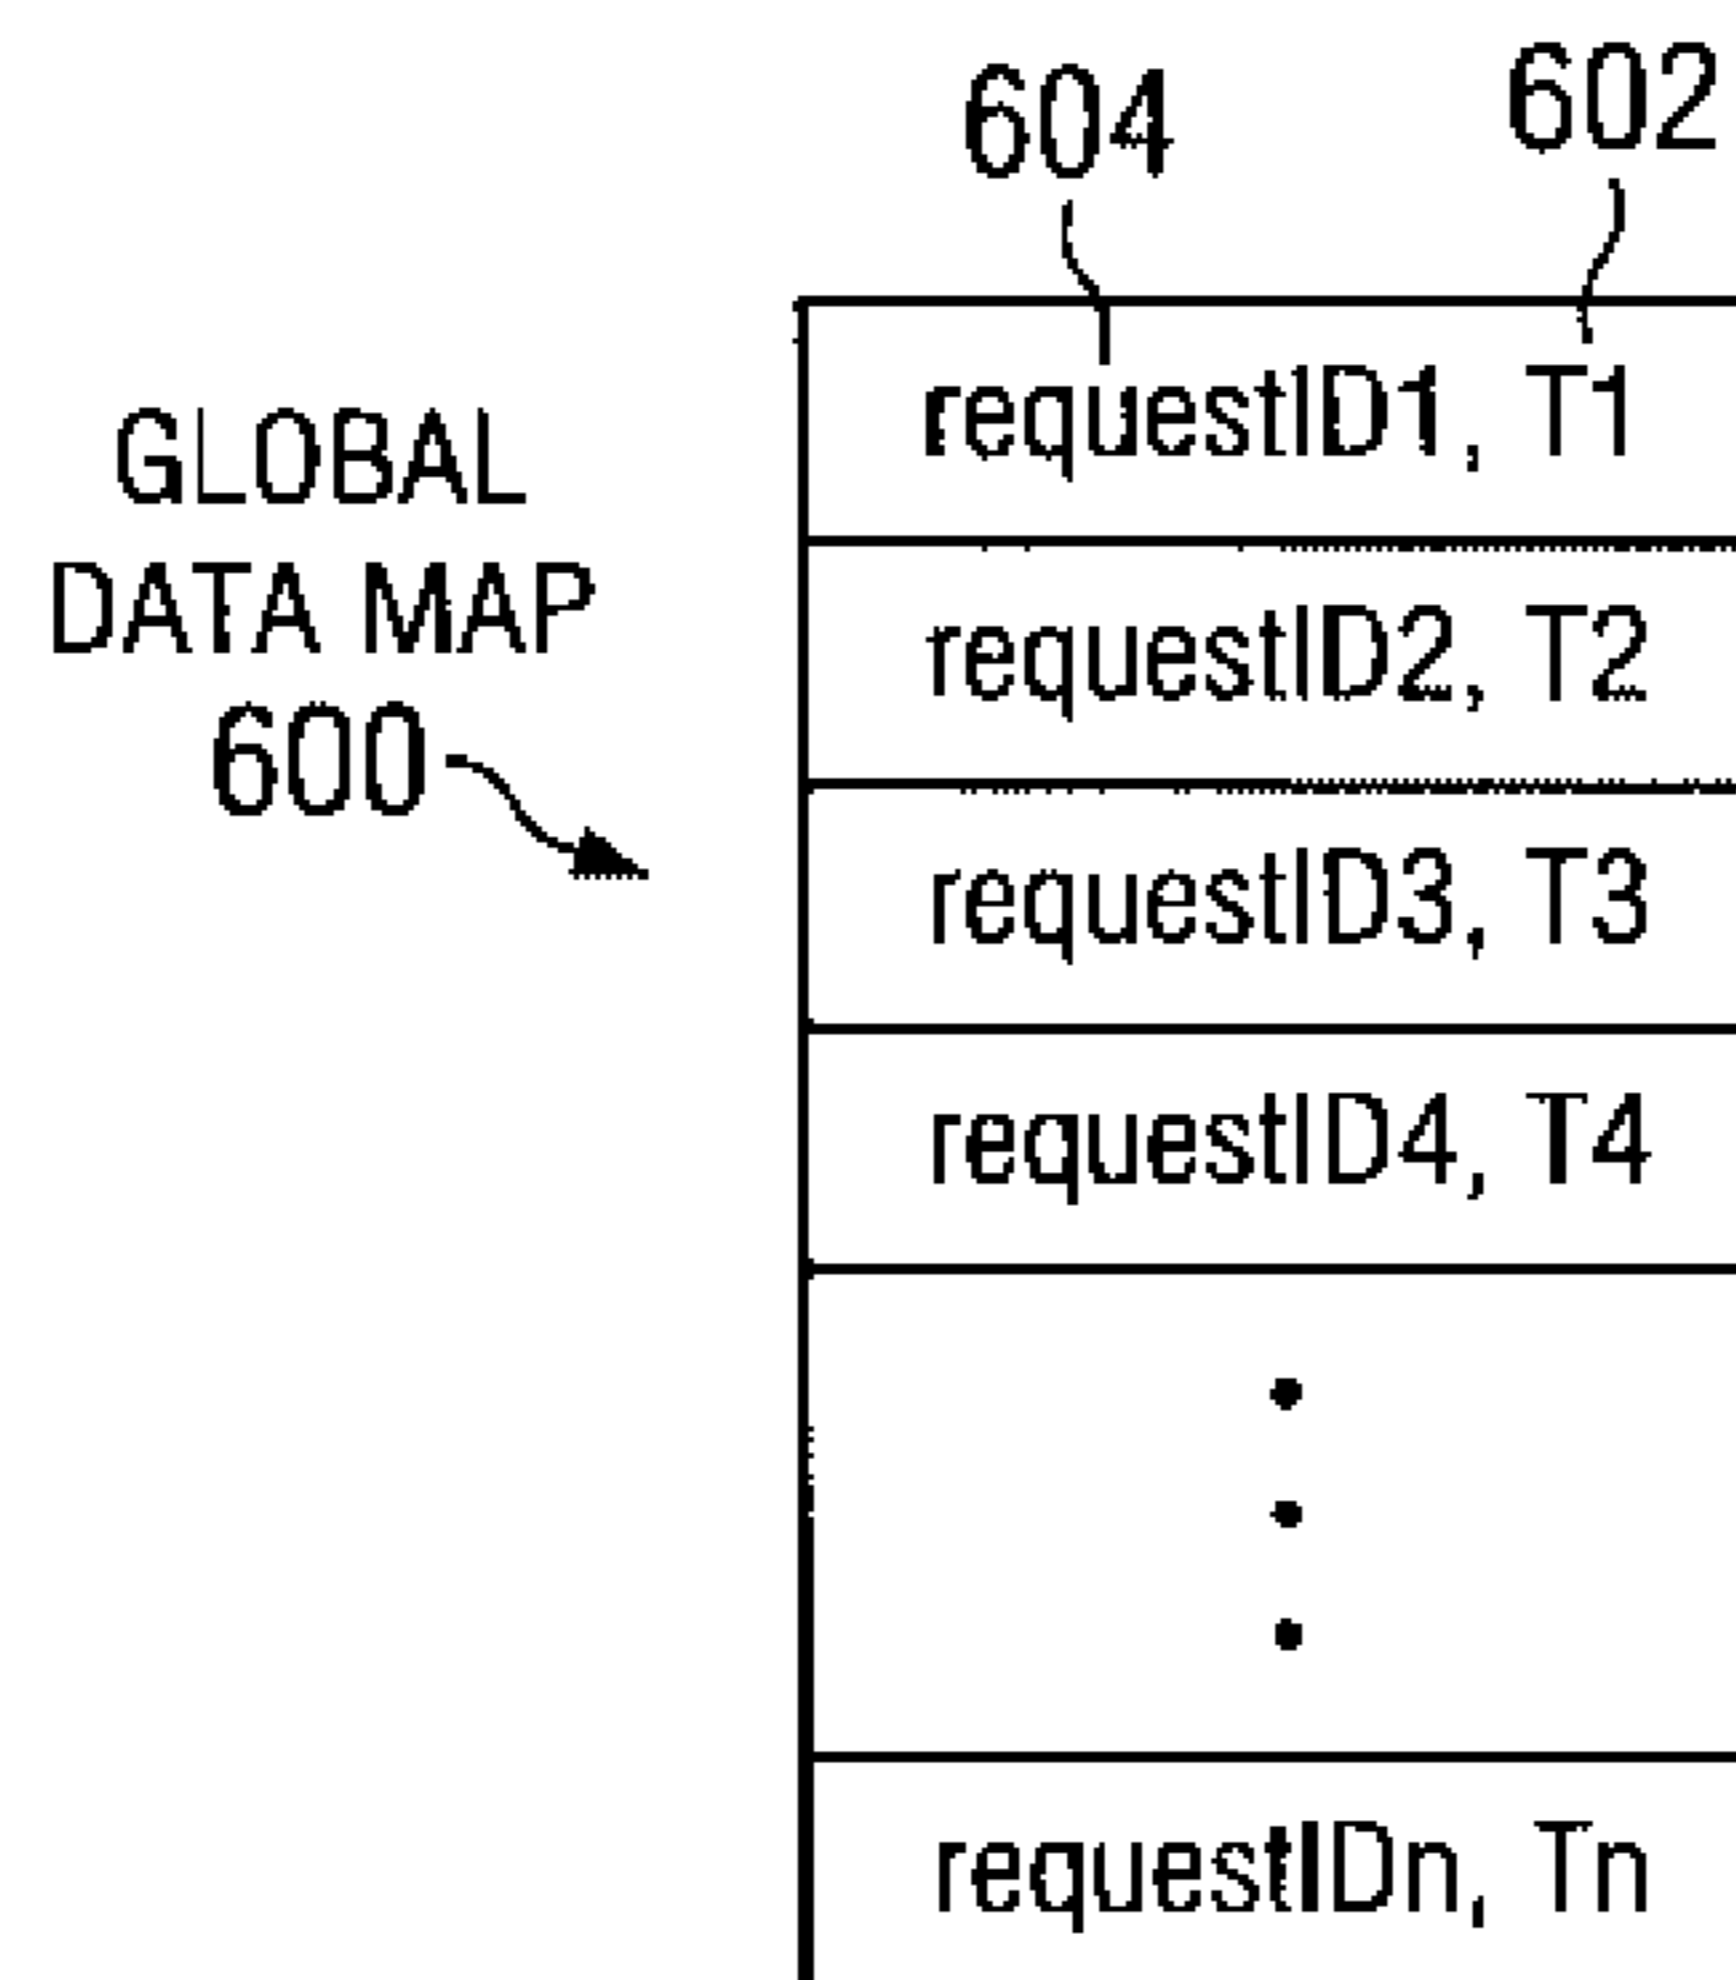 604
602
GLOBAL
DATA MAP
600
requestID1, T1
requestID2, T2
requestID3, T3
requestID4, T4
requestIDn, Tn